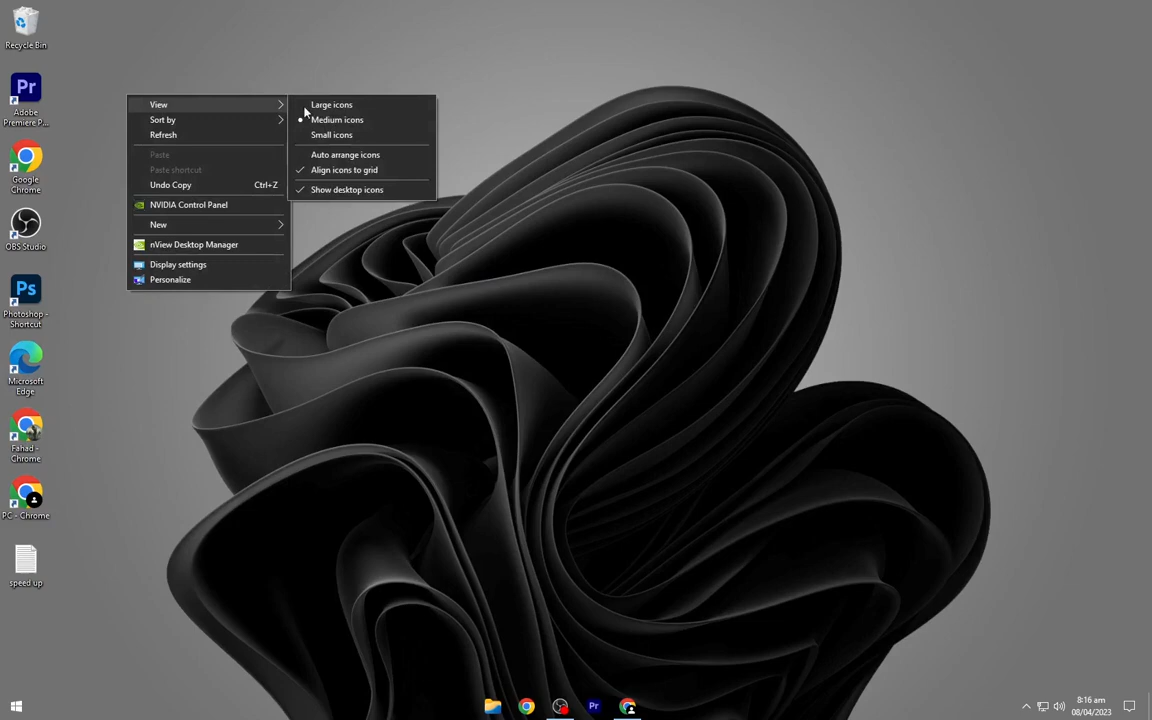 Recycle Bin
Pr
Adobe
Premiere P...
Google
Chrome
OBS Studio
Ps
Photoshop -
Shortcut
Microsoft
Edge
Fahad -
Chrome
PC - Chrome
speed up
View
Sort by
Refresh
Paste
Paste shortcut
Undo Copy Ctrl+Z
NVIDIA Control Panel
New
nView Desktop Manager
Display settings
Personalize
Large icons
Medium icons
Small icons
Auto arrange icons
Align icons to grid
Show desktop icons
Pr
8:16 am
08/04/2023